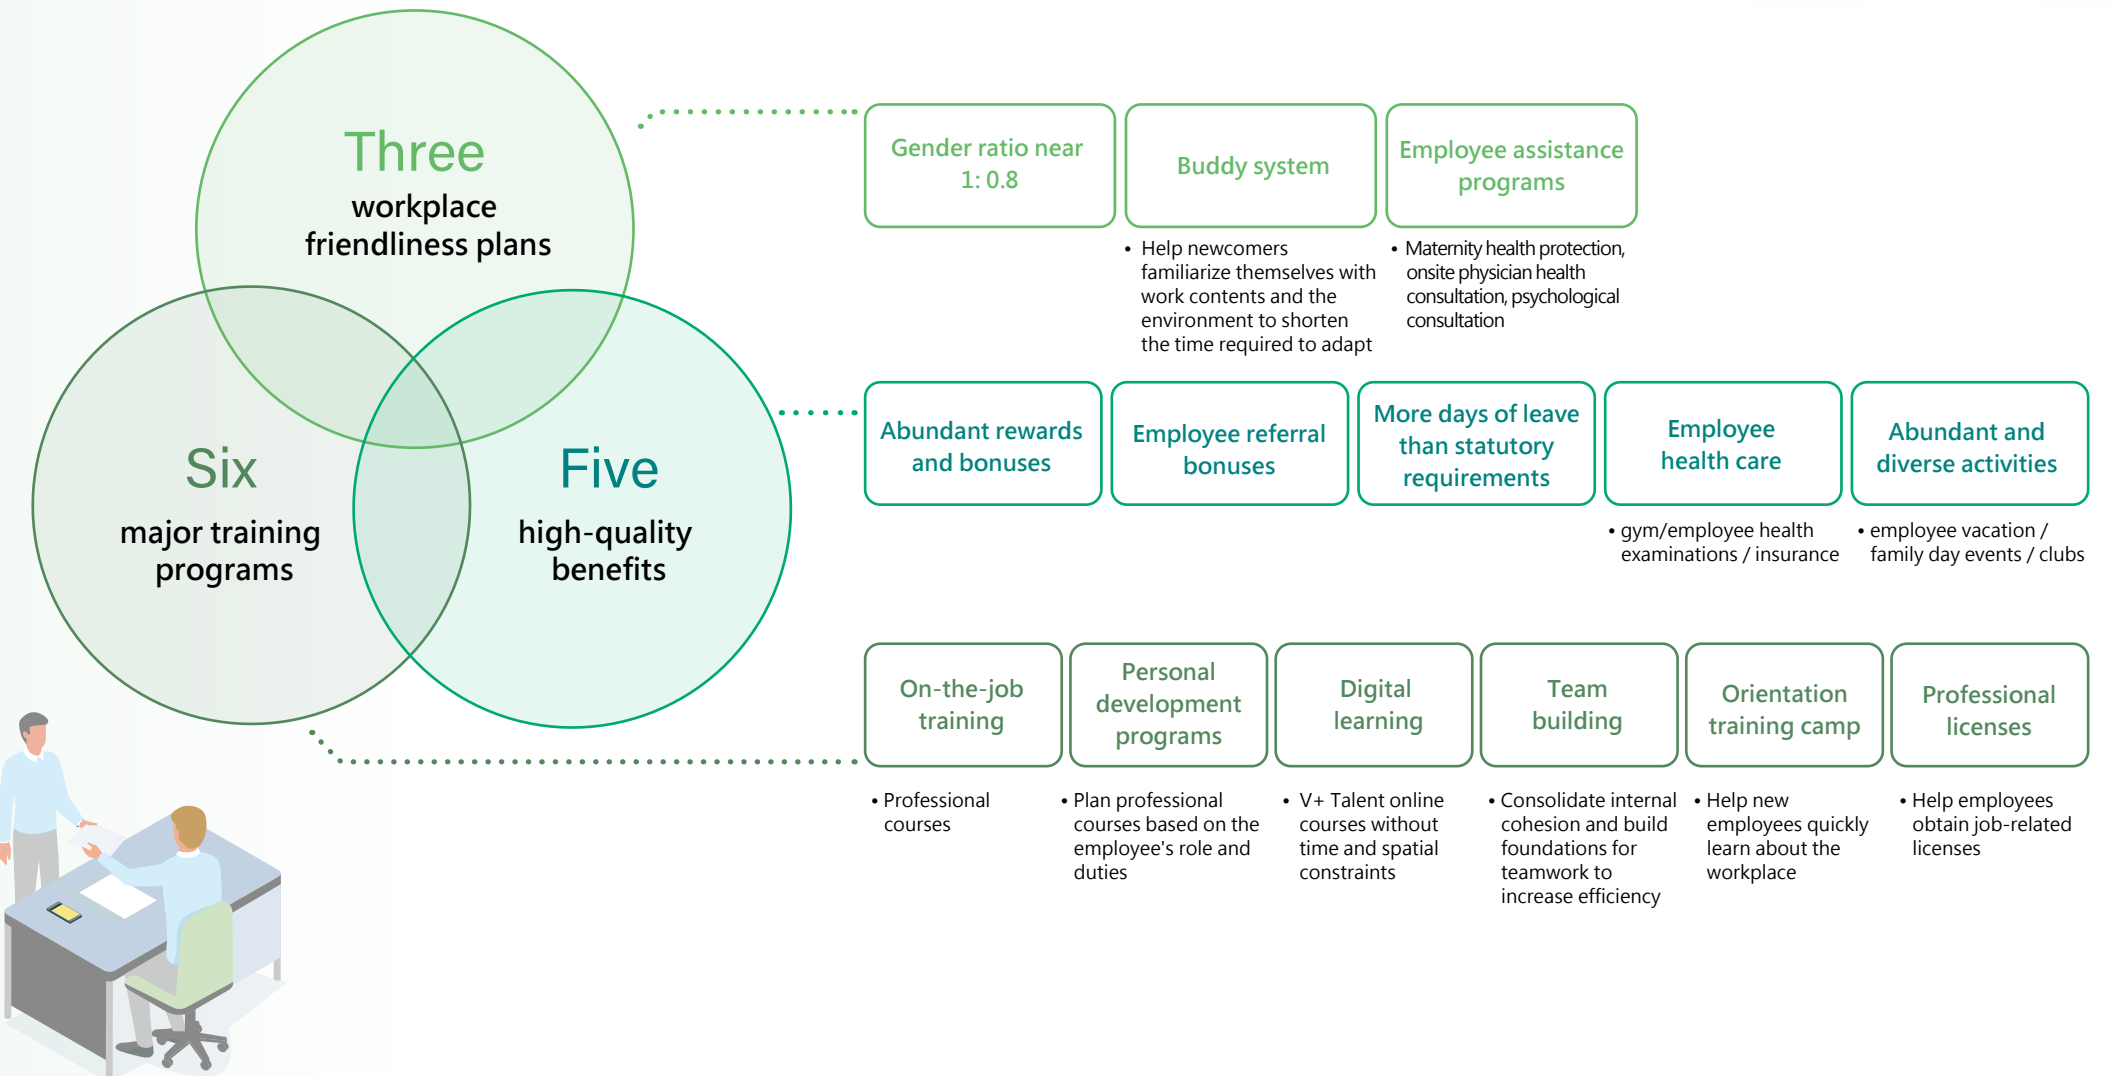 Three
workplace
friendliness plans
Six
major training
programs
Five
high-quality
benefits
Gender ratio near
1: 0.8
Buddy system
• Help newcomers
familiarize themselves with
work contents and the
environment to shorten
the time required to adapt
Employee assistance
programs
• Maternity health protection,
onsite physician health
consultation, psychological
consultation
Abundant rewards
and bonuses
Employee referral
bonuses
More days of leave
than statutory
requirements
Employee
health care
• gym/employee health
examinations / insurance
Abundant and
diverse activities
• employee vacation /
family day events / clubs
On-the-job
training
• Professional
courses
Personal
development
programs
• Plan professional
courses based on the
employee's role and
duties
Digital
learning
• V+ Talent online
courses without
time and spatial
constraints
Team
building
• Consolidate internal
cohesion and build
foundations for
teamwork to
increase efficiency
Orientation
training camp
• Help new
employees quickly
learn about the
workplace
Professional
licenses
• Help employees
obtain job-related
licenses